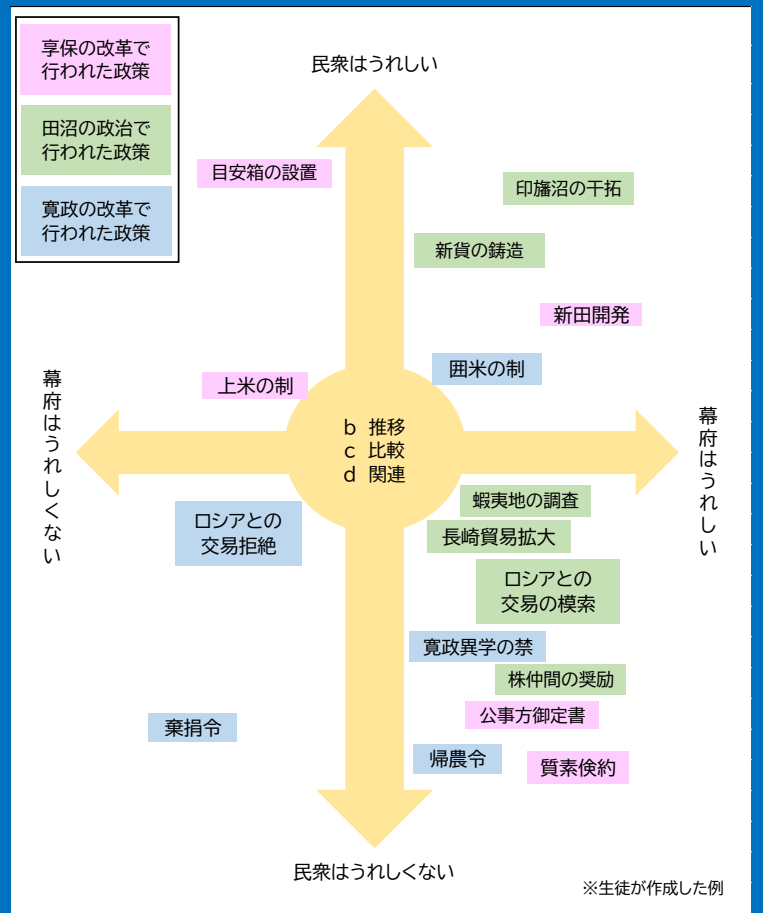 享保の改革で
行われた政策
田沼の政治で
行われた政策
寛政の改革で
行われた政策
民衆はうれしい
目安箱の設置
印旛沼の干拓
新貨の鋳造
新田開発
囲米の制
上米の制
幕府はうれしくない
b 推移
c 比較
d 関連
幕府はうれしい
蝦夷地の調査
ロシアとの
交易拒絶
長崎貿易拡大
ロシアとの
交易の模索
寛政異学の禁
株仲間の奨励
公事方御定書
棄捐令
帰農令
質素倹約
民衆はうれしくない
※生徒が作成した例